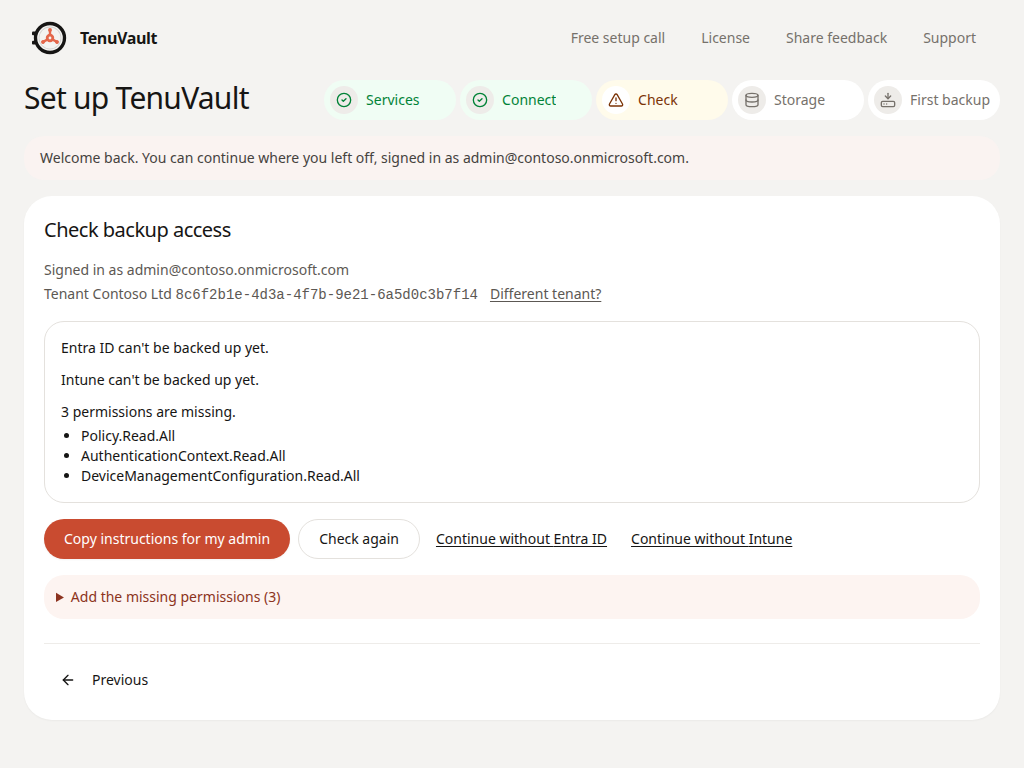 TenuVault
Free setup call
License
Share feedback
Support
Set up TenuVault
Services
Connect
Check
Storage
First backup
Welcome back. You can continue where you left off, signed in as admin@contoso.onmicrosoft.com.
Check backup access
Signed in as admin@contoso.onmicrosoft.com
Tenant Contoso Ltd 8c6f2b1e-4d3a-4f7b-9e21-6a5d0c3b7f14 Different tenant?
Entra ID can't be backed up yet.
Intune can't be backed up yet.
3 permissions are missing.
Policy.Read.All
AuthenticationContext.Read.All
DeviceManagementConfiguration.Read.All
Copy instructions for my admin
Check again
Continue without Entra ID
Continue without Intune
Add the missing permissions (3)
Previous